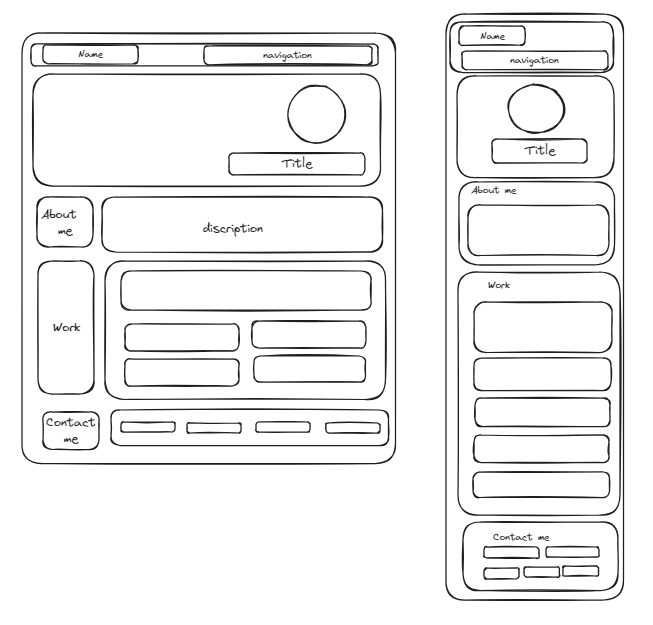 Name
navigation
Title
About
me
discription
Work
Contact
me
Name
navigation
Title
About me
Work
Contact me